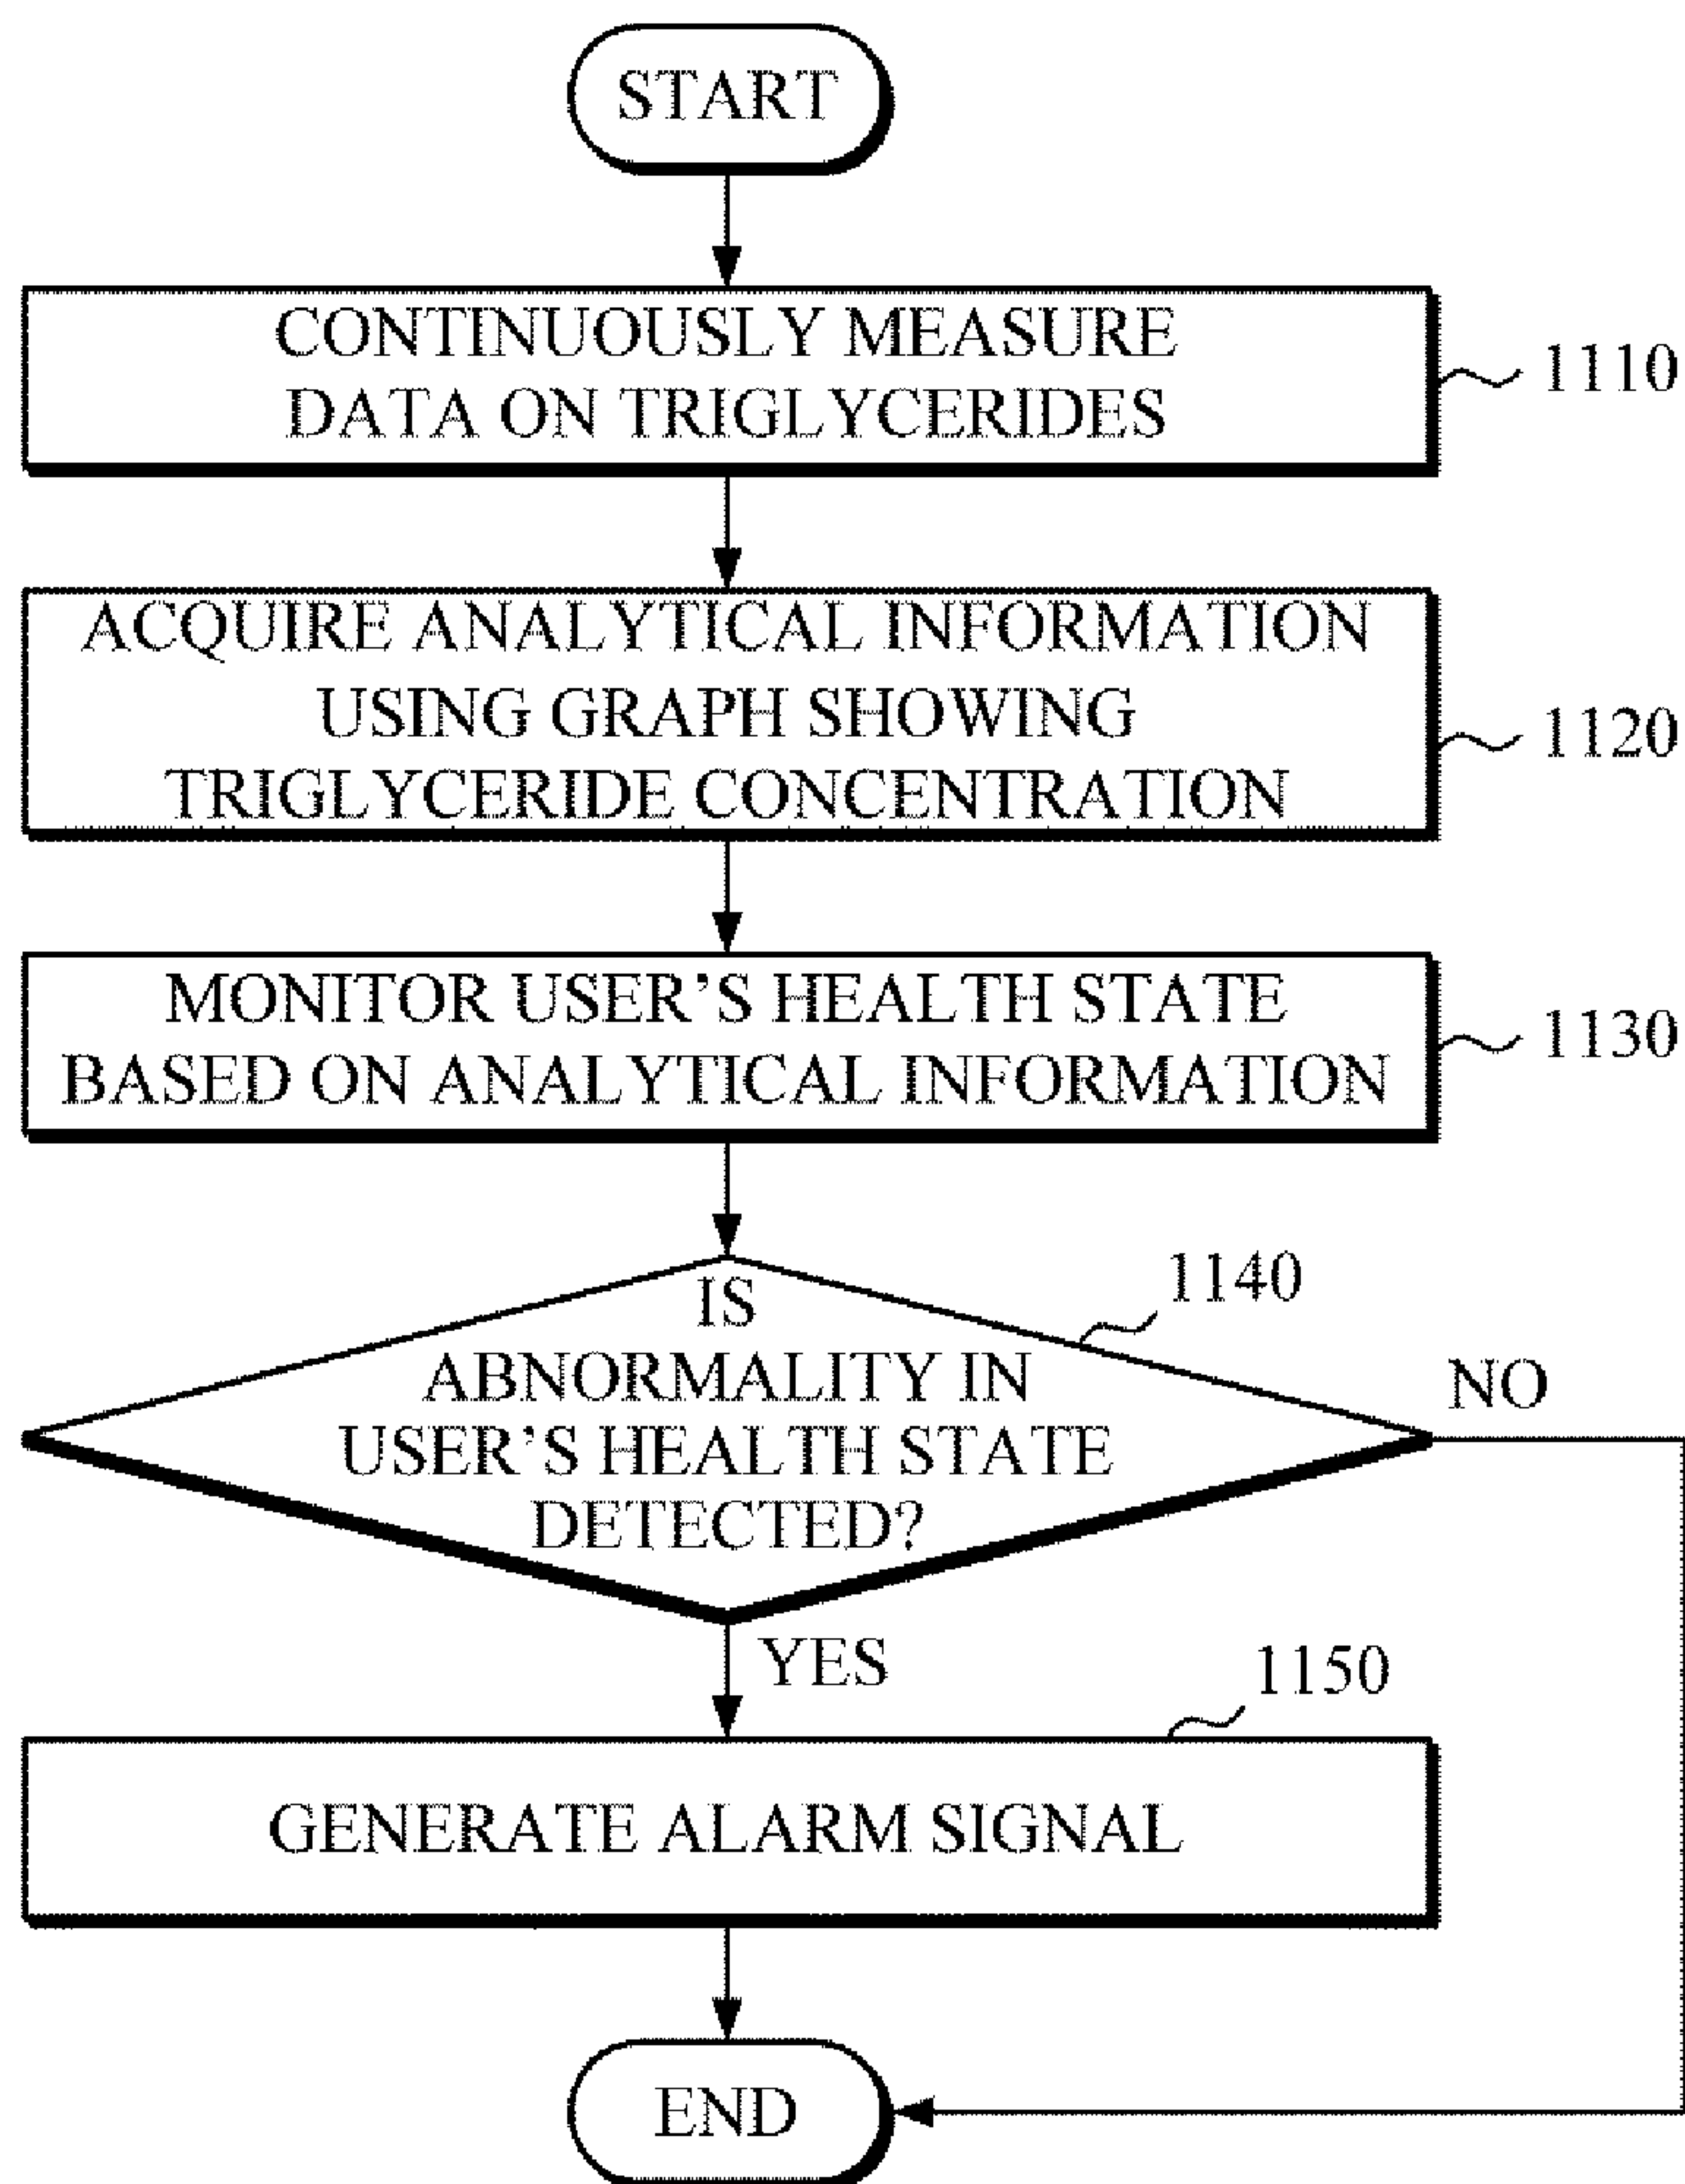 START
CONTINUOUSLY MEASURE
DATA ON TRIGLYCERIDES
1110
ACQUIRE ANALYTICAL INFORMATION
USING GRAPH SHOWING
TRIGLYCERIDE CONCENTRATION
1120
MONITOR USER'S HEALTH STATE
BASED ON ANALYTICAL INFORMATION
1130
IS
ABNORMALITY IN
USER'S HEALTH STATE
DETECTED?
1140
NO
YES
1150
GENERATE ALARM SIGNAL
END